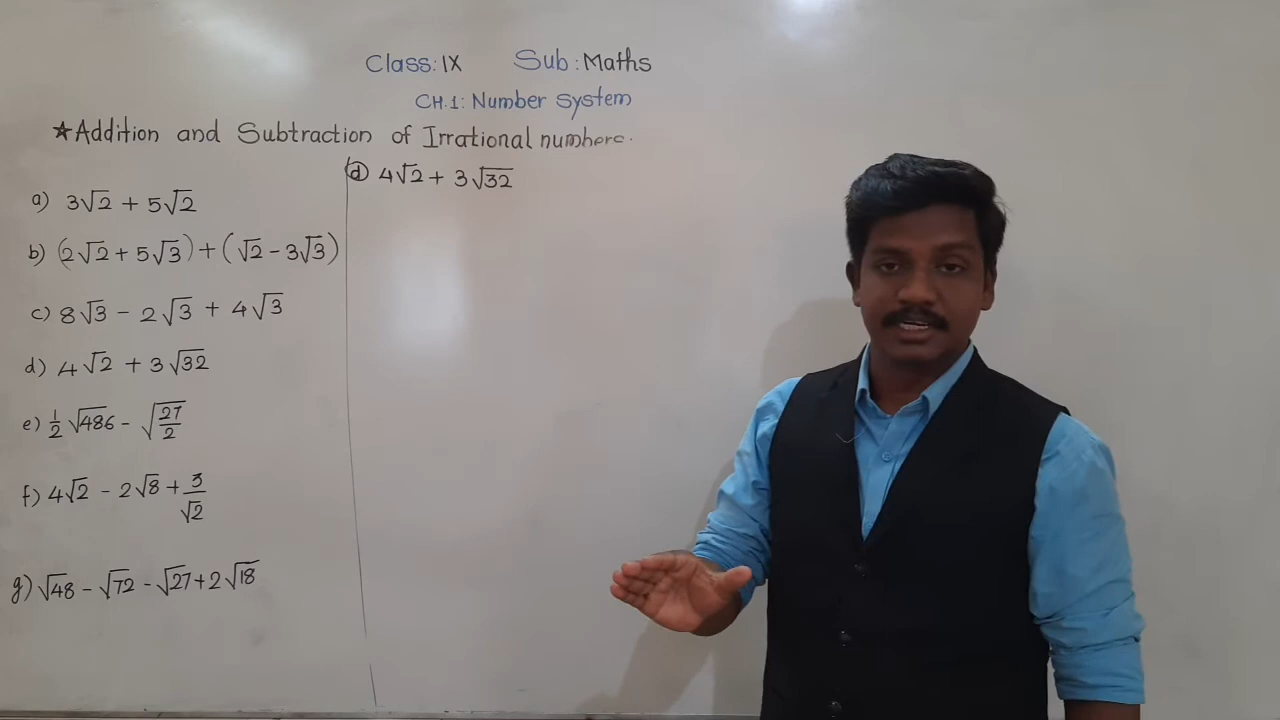 Class: IX Sub: Maths
CH.1: Number system
★Addition and Subtraction of Irrational numbers.
a) 3√2 + 5√2
b) (2√2 + 5√3) + (√2 - 3√3)
c) 8√3 - 2√3 + 4√3
d) 4√2 + 3√32
e) 1/2 √486 - √(27/2)
f) 4√2 - 2√8 + 3/√2
g) √48 - √72 - √27 + 2√18
d) 4√2 + 3√32